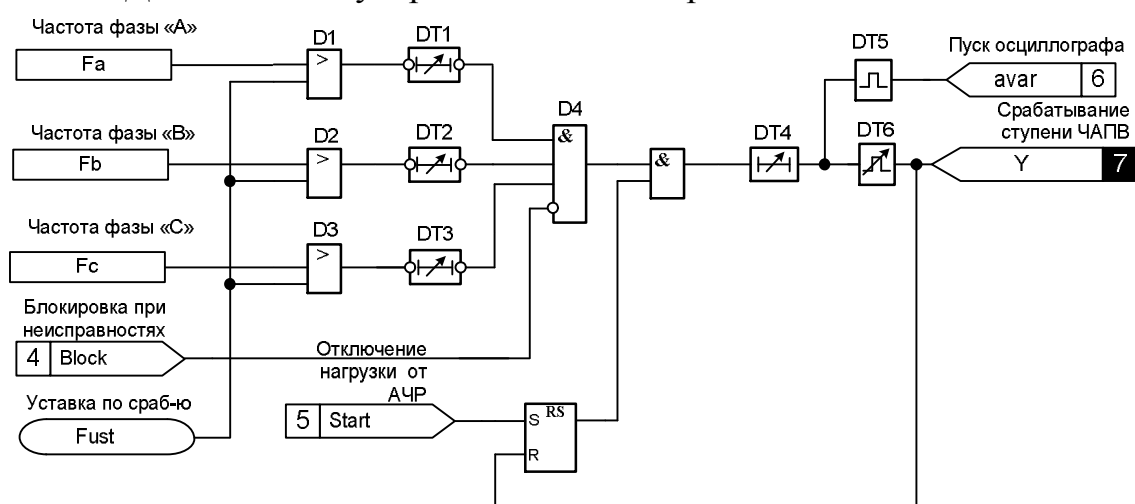 Частота фазы «А»
Fa
D1
>
DT1
DT5
Пуск осциллографа
avar 6
Срабатывание
ступени ЧАПВ
Частота фазы «В»
Fb
D2
>
DT2
D4
&
&
DT4
DT6
Y 7
Частота фазы «С»
Fc
D3
>
DT3
Блокировка при
неисправностях
4 Block
Отключение
нагрузки от
АЧР
5 Start
S RS
R
Уставка по сраб-ю
Fust